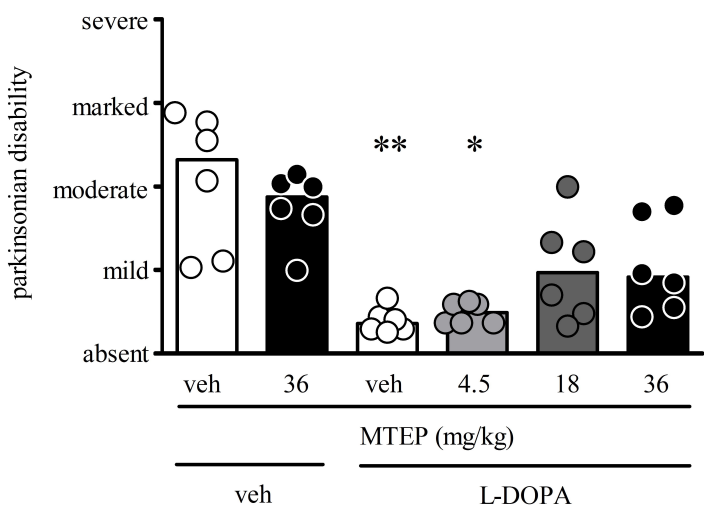 severe
marked
moderate
mild
absent
parkinsonian disability
** *
veh 36 veh 4.5 18 36
MTEP (mg/kg)
veh L-DOPA